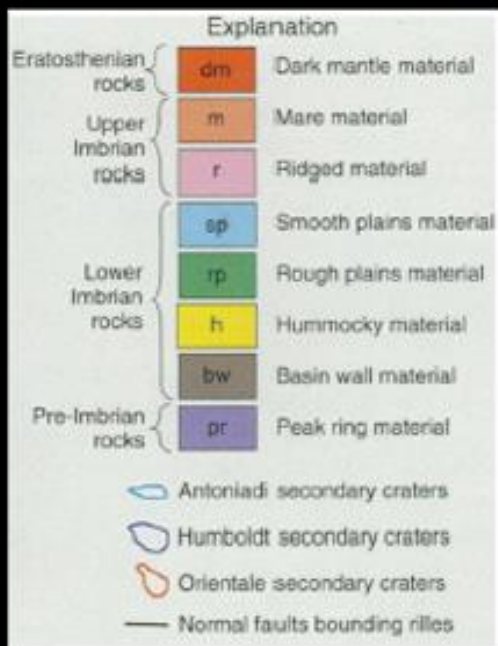 Explanation
Eratosthenian
rocks
dm
Dark mantle material
Upper
Imbrian
rocks
m
Mare material
r
Ridged material
Lower
Imbrian
rocks
sp
Smooth plains material
rp
Rough plains material
h
Hummocky material
bw
Basin wall material
Pre-Imbrian
rocks
pr
Peak ring material
Antoniadi secondary craters
Humboldt secondary craters
Orientale secondary craters
Normal faults bounding rilles